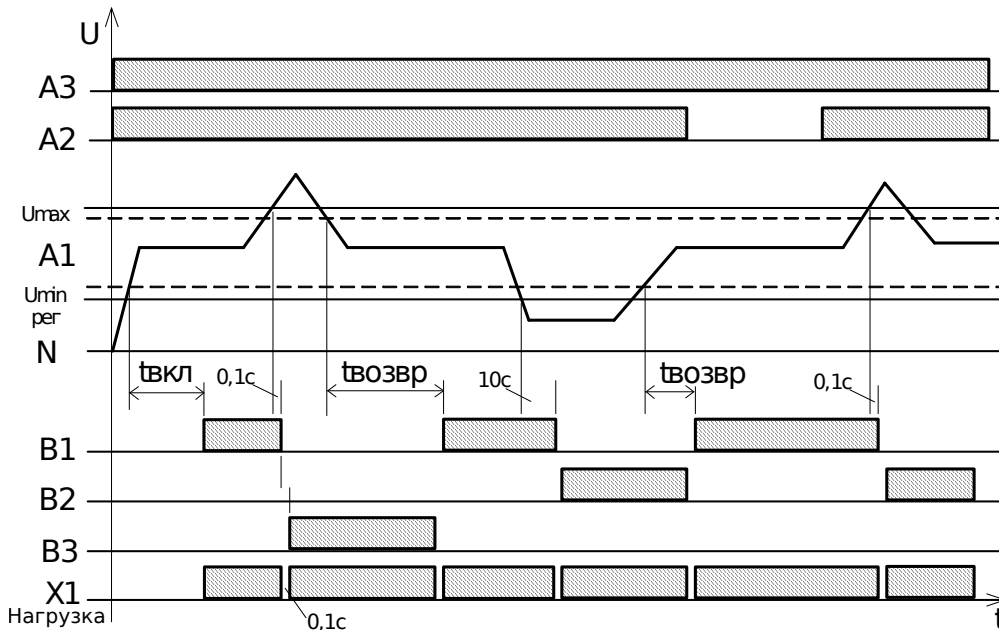 U
A3
A2
Umax
A1
Umin
рег
N
tвкл
0,1с
tвозвр
10с
tвозвр
0,1с
B1
B2
B3
X1
Нагрузка
0,1с
t